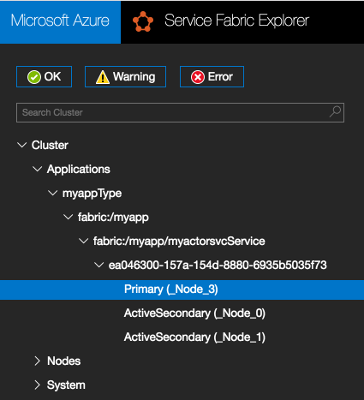 Microsoft Azure Service Fabric Explorer
OK Warning Error
Search Cluster
Cluster
Applications
myappType
fabric:/myapp
fabric:/myapp/myactorsvcService
ea046300-157a-154d-8880-6935b5035f73
Primary (_Node_3)
ActiveSecondary (_Node_0)
ActiveSecondary (_Node_1)
Nodes
System